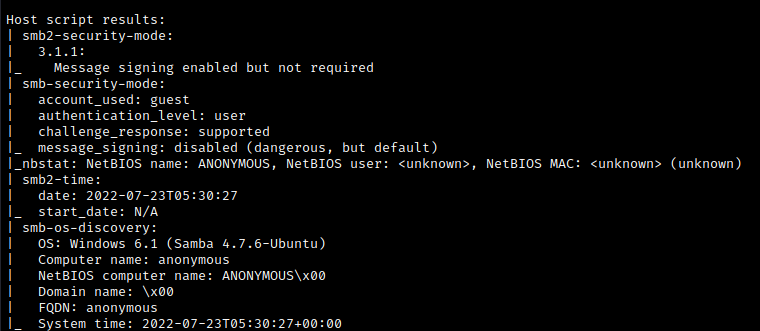 Host script results:
| smb2-security-mode:
|   3.1.1:
|_    Message signing enabled but not required
| smb-security-mode:
|   account_used: guest
|   authentication_level: user
|   challenge_response: supported
|_  message_signing: disabled (dangerous, but default)
|_nbstat: NetBIOS name: ANONYMOUS, NetBIOS user: <unknown>, NetBIOS MAC: <unknown> (unknown)
| smb2-time:
|   date: 2022-07-23T05:30:27
|_  start_date: N/A
| smb-os-discovery:
|   OS: Windows 6.1 (Samba 4.7.6-Ubuntu)
|   Computer name: anonymous
|   NetBIOS computer name: ANONYMOUS\x00
|   Domain name: \x00
|   FQDN: anonymous
|_  System time: 2022-07-23T05:30:27+00:00